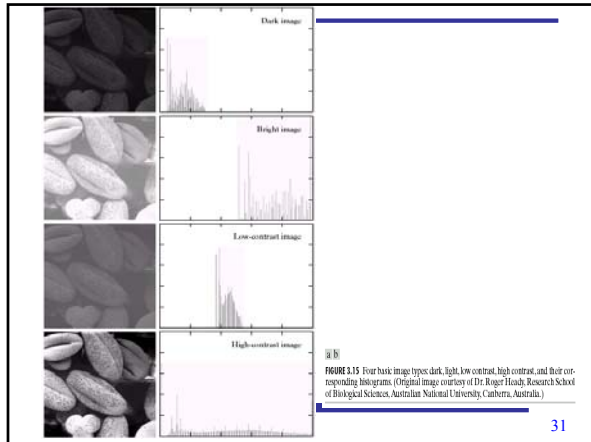 Dark image
Bright image
Low-contrast image
High-contrast image
a b
FIGURE 3.15 Four basic image types: dark, light, low contrast, high contrast, and their cor-
responding histograms. (Original image courtesy of Dr. Roger Heady, Research School
of Biological Sciences, Australian National University, Canberra, Australia.)
31